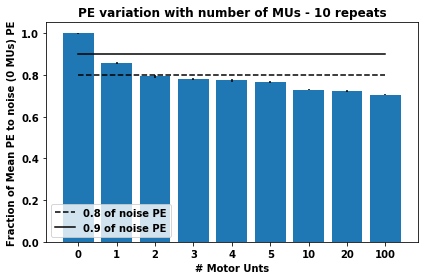 PE variation with number of MUs - 10 repeats
Fraction of Mean PE to noise (0 MUs) PE
1.0
0.8
0.6
0.4
0.2
0.0
0.8 of noise PE
0.9 of noise PE
0 1 2 3 4 5 10 20 100
# Motor Unts